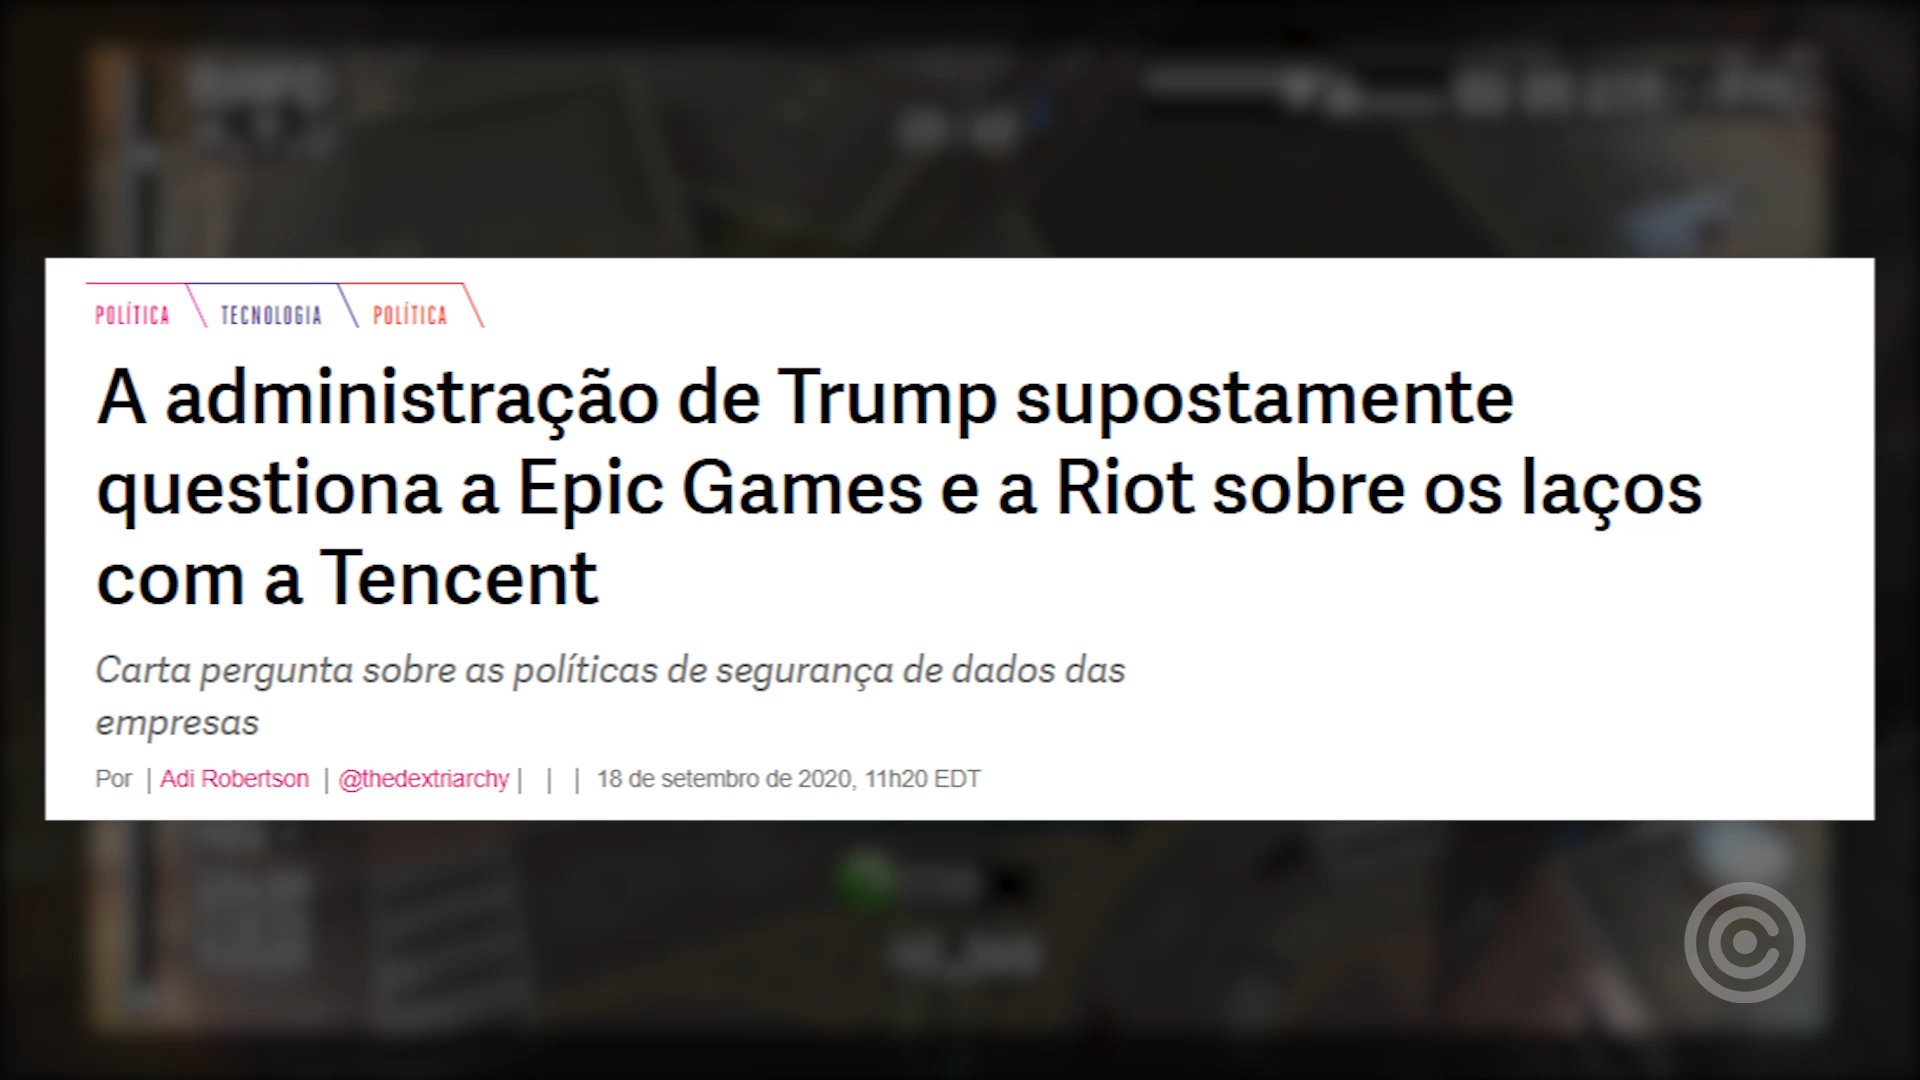 POLÍTICA TECNOLOGIA POLÍTICA
A administração de Trump supostamente
questiona a Epic Games e a Riot sobre os laços
com a Tencent
Carta pergunta sobre as políticas de segurança de dados das
empresas
Por | Adi Robertson | @thedextriarchy | | | 18 de setembro de 2020, 11h20 EDT